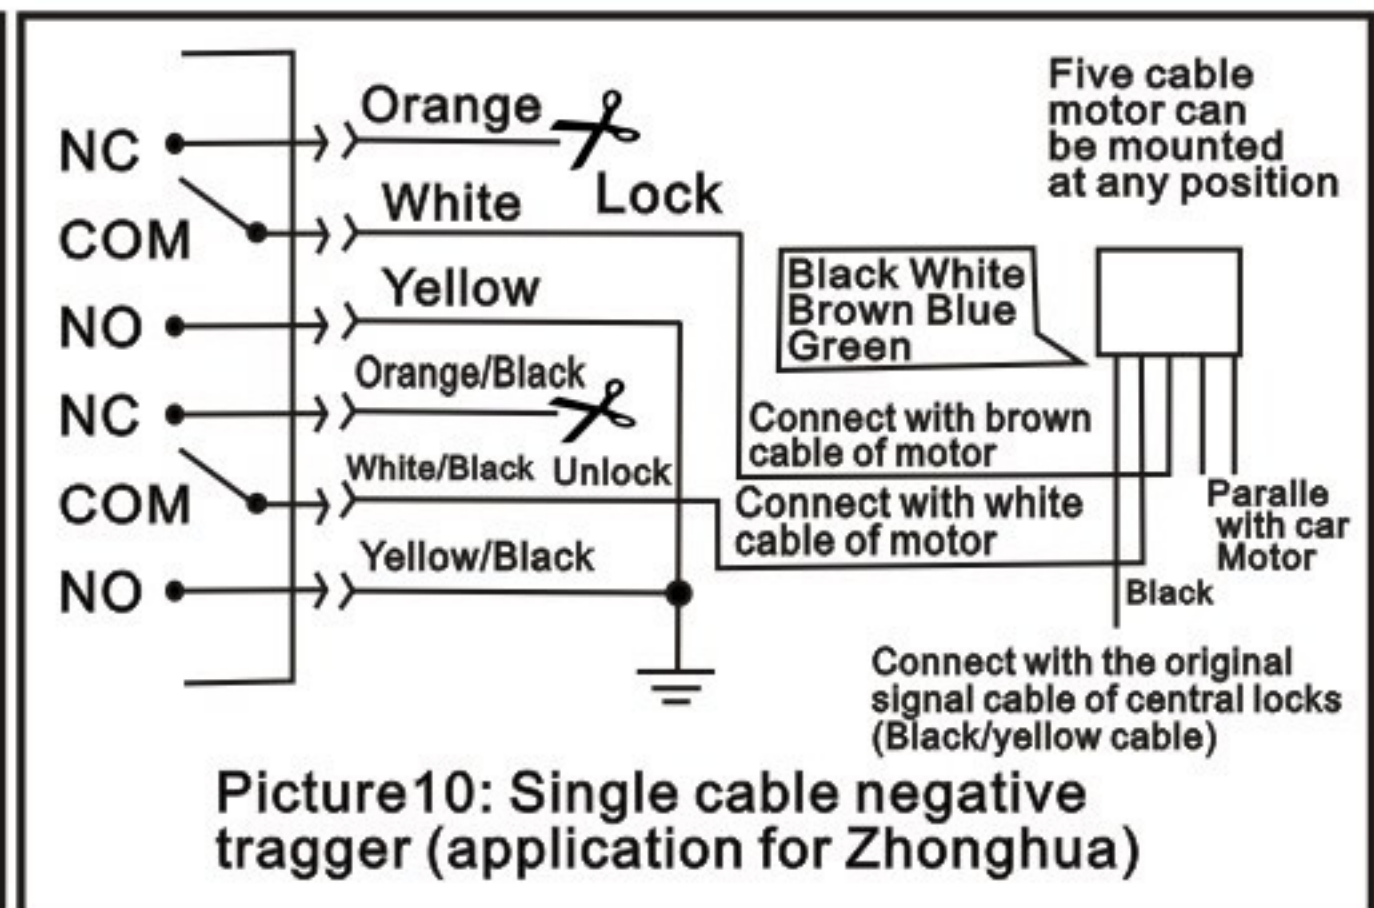 NC
COM
NO
NC
COM
NO
Orange
White
Lock
Yellow
Orange/Black
White/Black
Unlock
Yellow/Black
Five cable
motor can
be mounted
at any position
Black White
Brown Blue
Green
Connect with brown
cable of motor
Connect with white
cable of motor
Paralle
with car
Motor
Black
Connect with the original
signal cable of central locks
(Black/yellow cable)
Picture10: Single cable negative
tragger (application for Zhonghua)